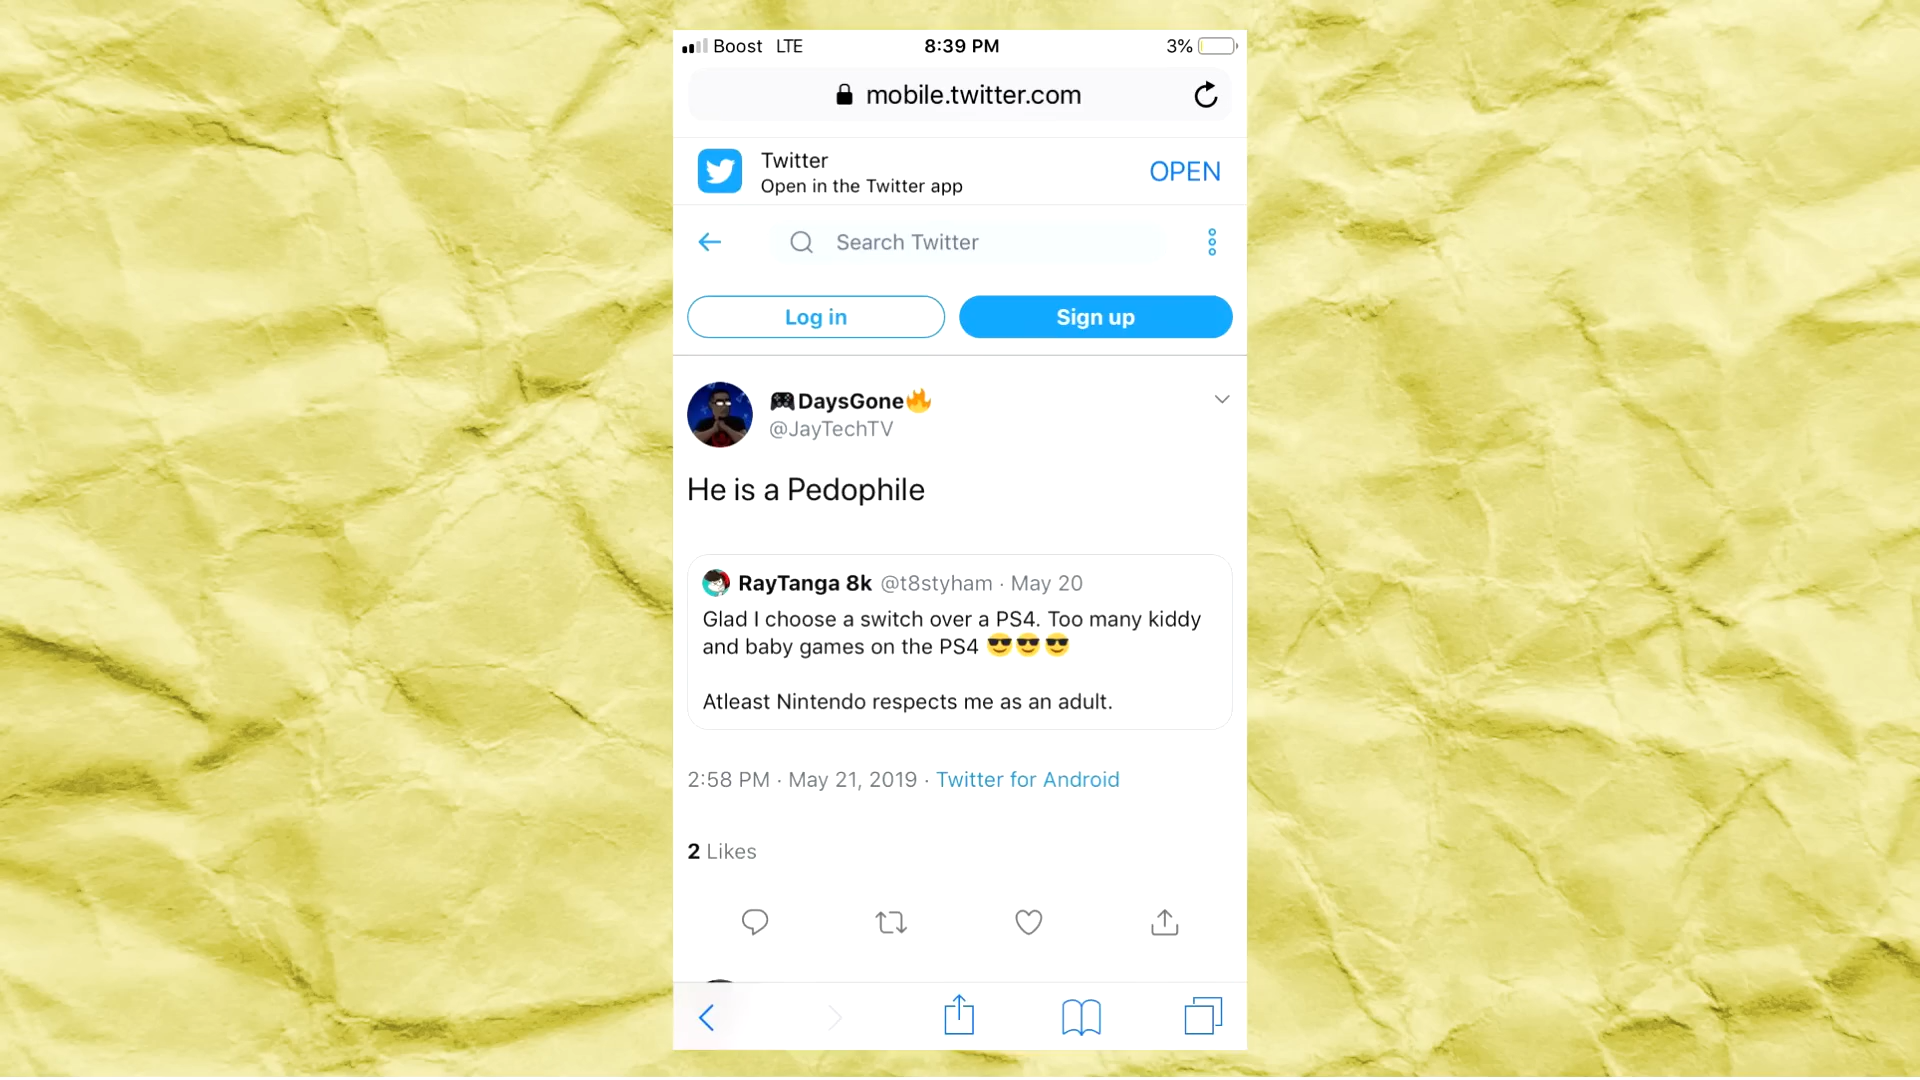 Boost LTE 8:39 PM 3%
mobile.twitter.com
Twitter
Open in the Twitter app
OPEN
Search Twitter
Log in
Sign up
🎮DaysGone🔥
@JayTechTV
He is a Pedophile
RayTanga 8k @t8styham · May 20
Glad I choose a switch over a PS4. Too many kiddy
and baby games on the PS4 😎😎😎
Atleast Nintendo respects me as an adult.
2:58 PM · May 21, 2019 · Twitter for Android
2 Likes